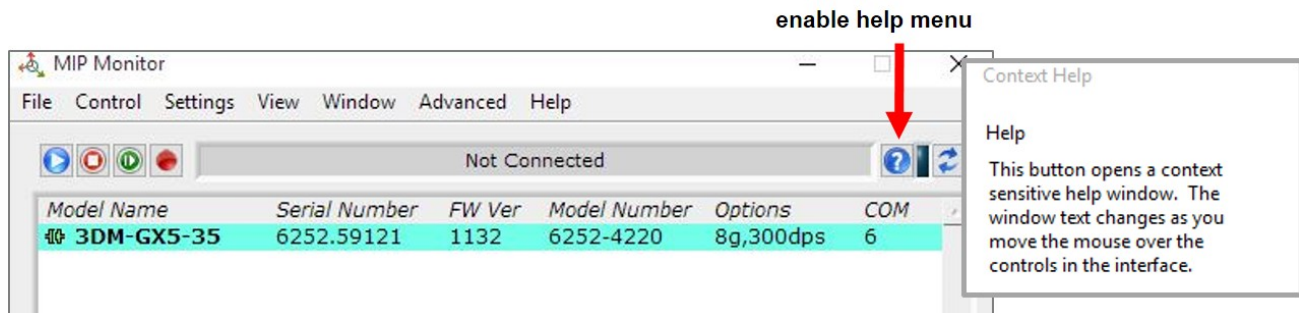 enable help menu
MIP Monitor
File Control Settings View Window Advanced Help
Not Connected
Model Name Serial Number FW Ver Model Number Options COM
3DM-GX5-35 6252.59121 1132 6252-4220 8g,300dps 6
Context Help
Help
This button opens a context
sensitive help window. The
window text changes as you
move the mouse over the
controls in the interface.